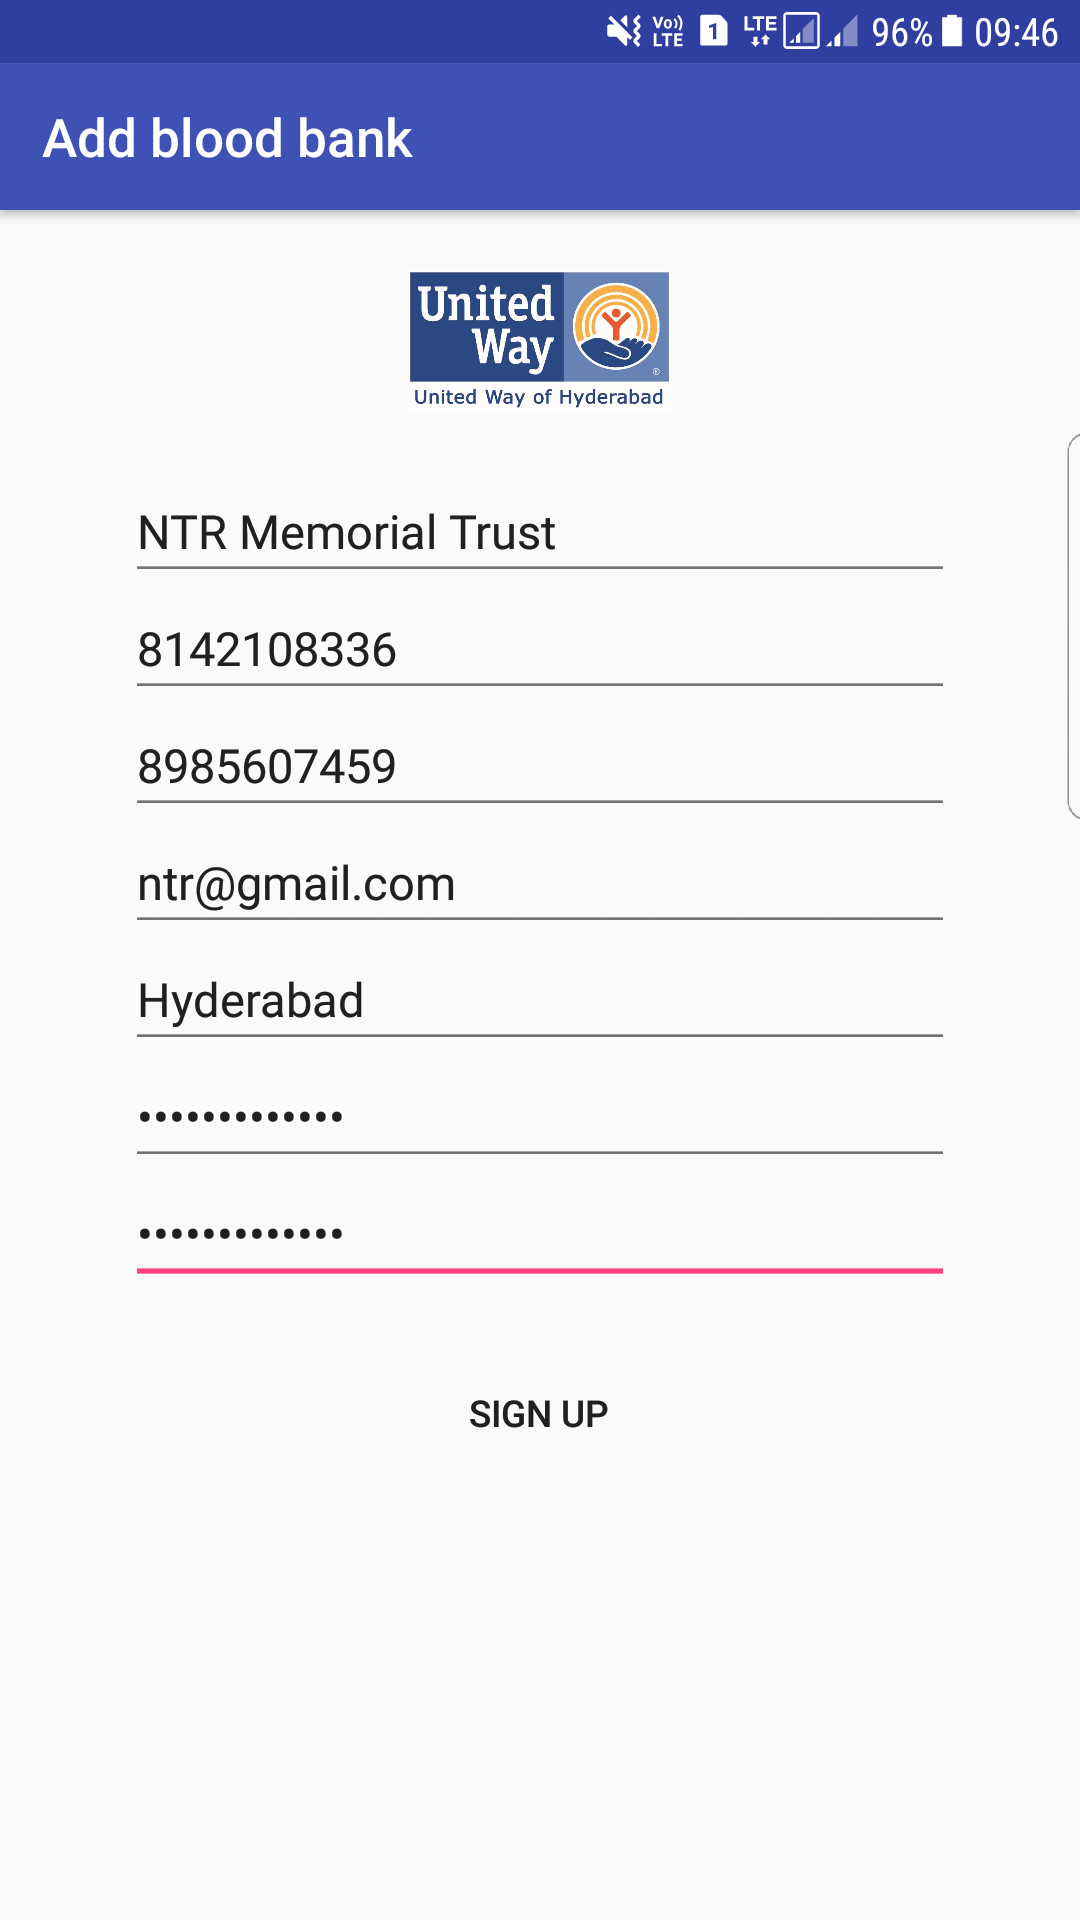 Vo)) LTE 1 LTE 96% 09:46
Add blood bank
United
Way
®
United Way of Hyderabad
NTR Memorial Trust
8142108336
8985607459
ntr@gmail.com
Hyderabad
•••••••••••••
•••••••••••••
SIGN UP